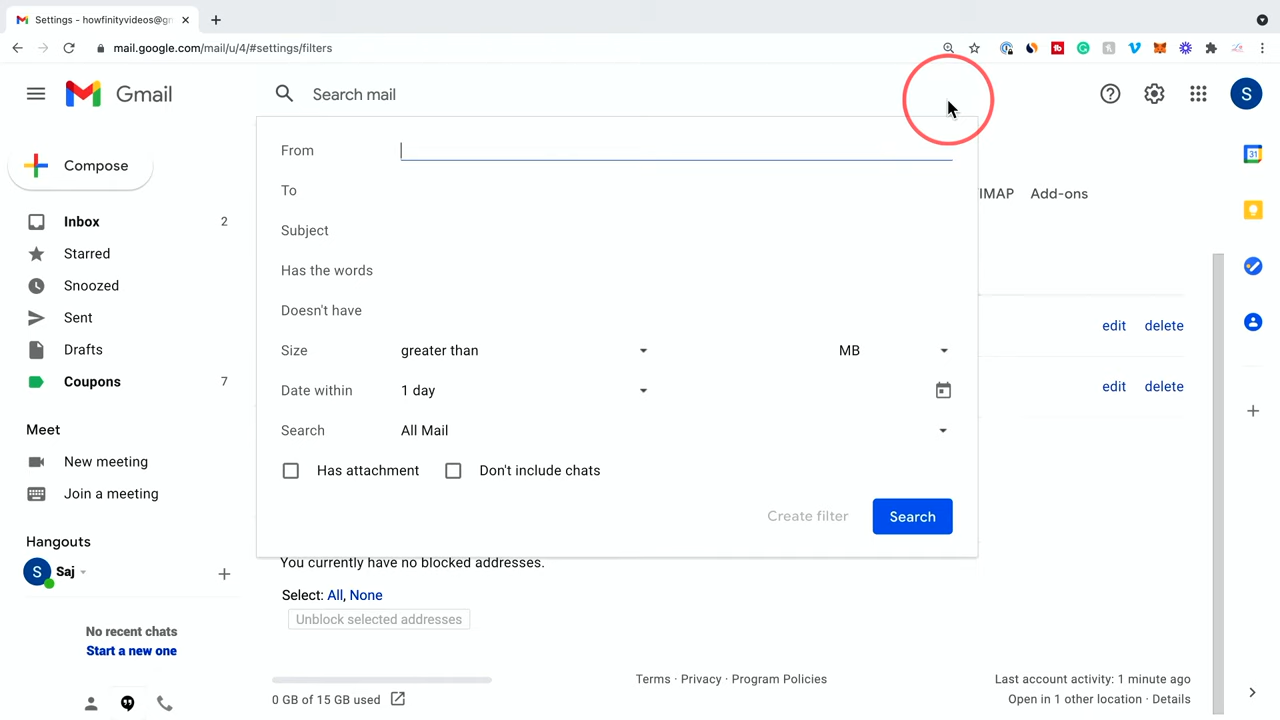 Settings - howfinityvideos@gm
mail.google.com/mail/u/4/#settings/filters
Gmail
Search mail
S
Compose
Inbox 2
Starred
Snoozed
Sent
Drafts
Coupons 7
Meet
New meeting
Join a meeting
Hangouts
S Saj
No recent chats
Start a new one
From
To
Subject
Has the words
Doesn't have
Size greater than MB
Date within 1 day
Search All Mail
Has attachment Don't include chats
Create filter Search
/IMAP Add-ons
edit delete
edit delete
31
You currently have no blocked addresses.
Select: All, None
Unblock selected addresses
0 GB of 15 GB used
Terms · Privacy · Program Policies
Last account activity: 1 minute ago
Open in 1 other location · Details